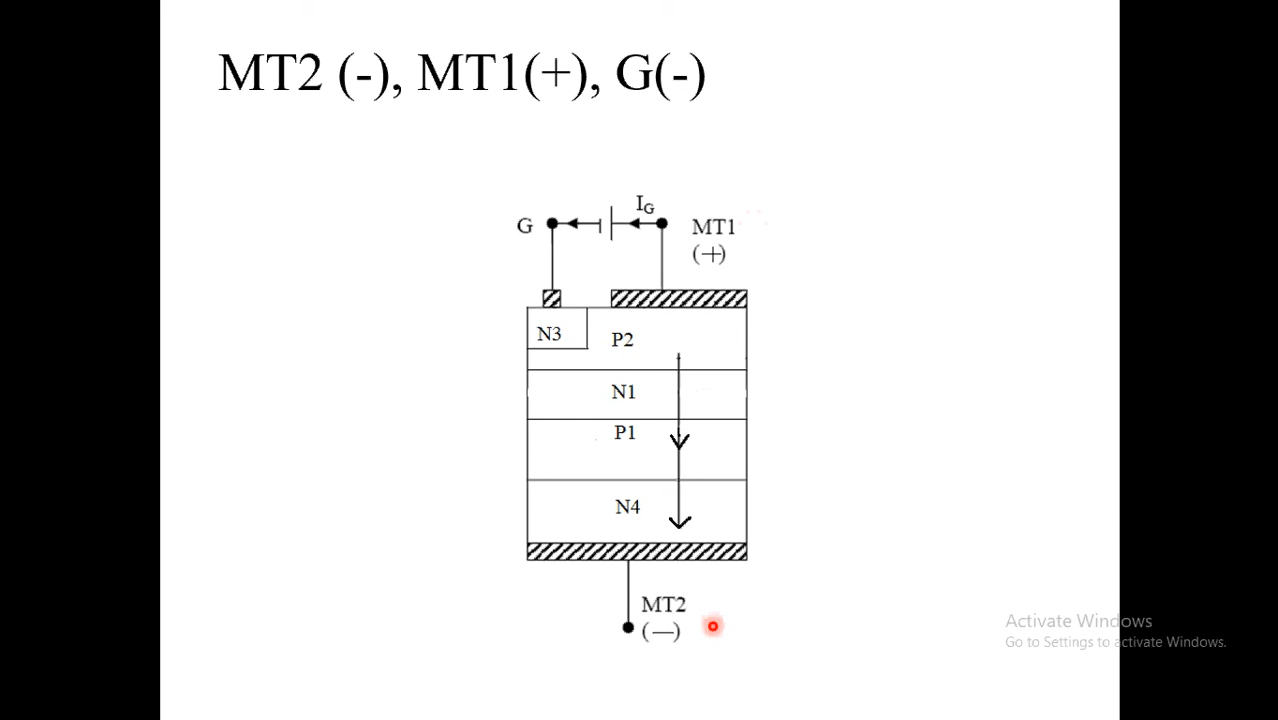 MT2 (-), MT1(+), G(-)
I_G
G
MT1
(+)
N3
P2
N1
P1
N4
MT2
(—)
Activate Windows
Go to Settings to activate Windows.